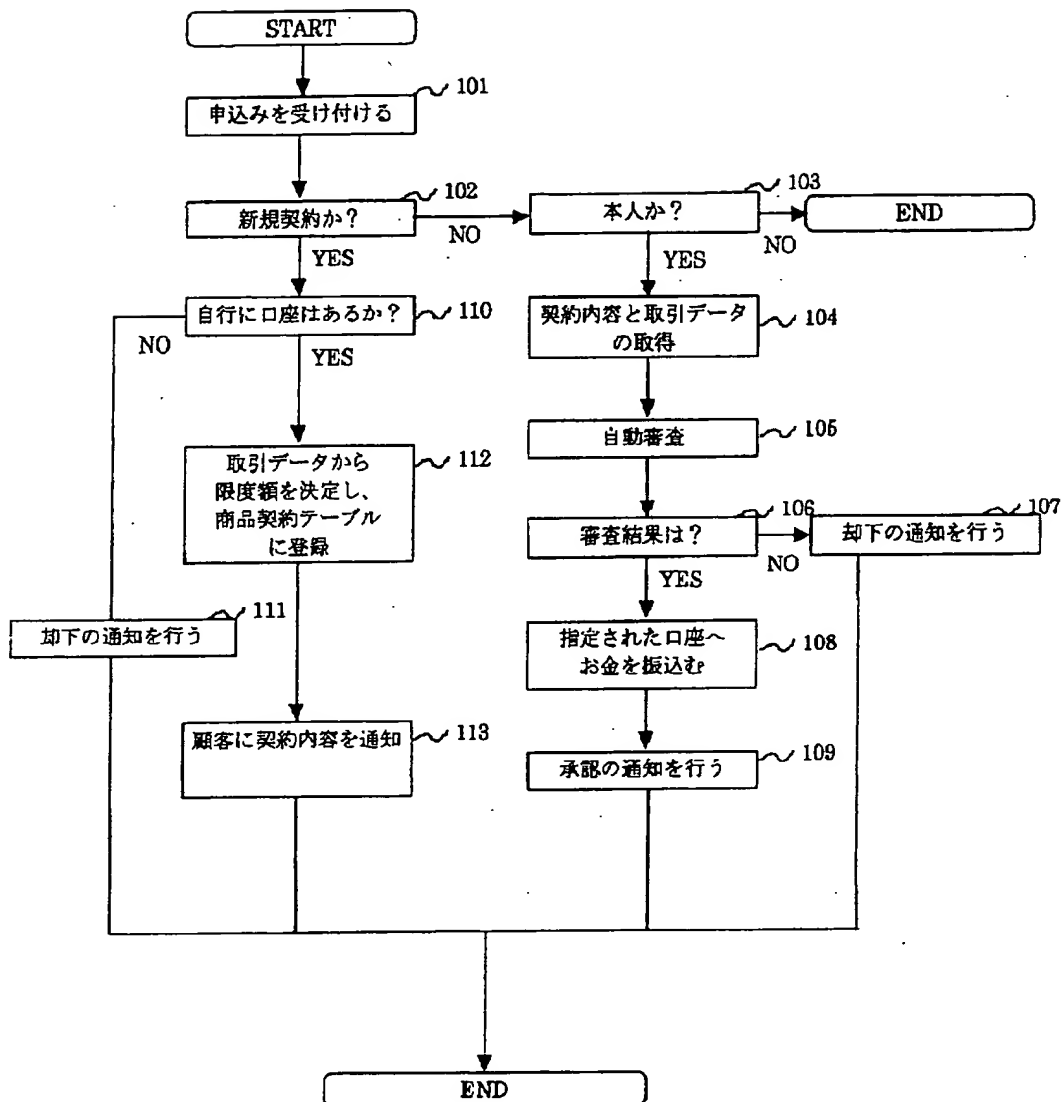 START
101
申込みを受け付ける
102
新規契約か？
NO
YES
103
本人か？
NO
YES
END
自行に口座はあるか？
110
NO
YES
契約内容と取引データ
の取得
104
自動審査
105
取引データから
限度額を決定し、
商品契約テーブル
に登録
112
106
審査結果は？
NO
YES
107
却下の通知を行う
111
却下の通知を行う
指定された口座へ
お金を振込む
108
顧客に契約内容を通知
113
109
承認の通知を行う
END